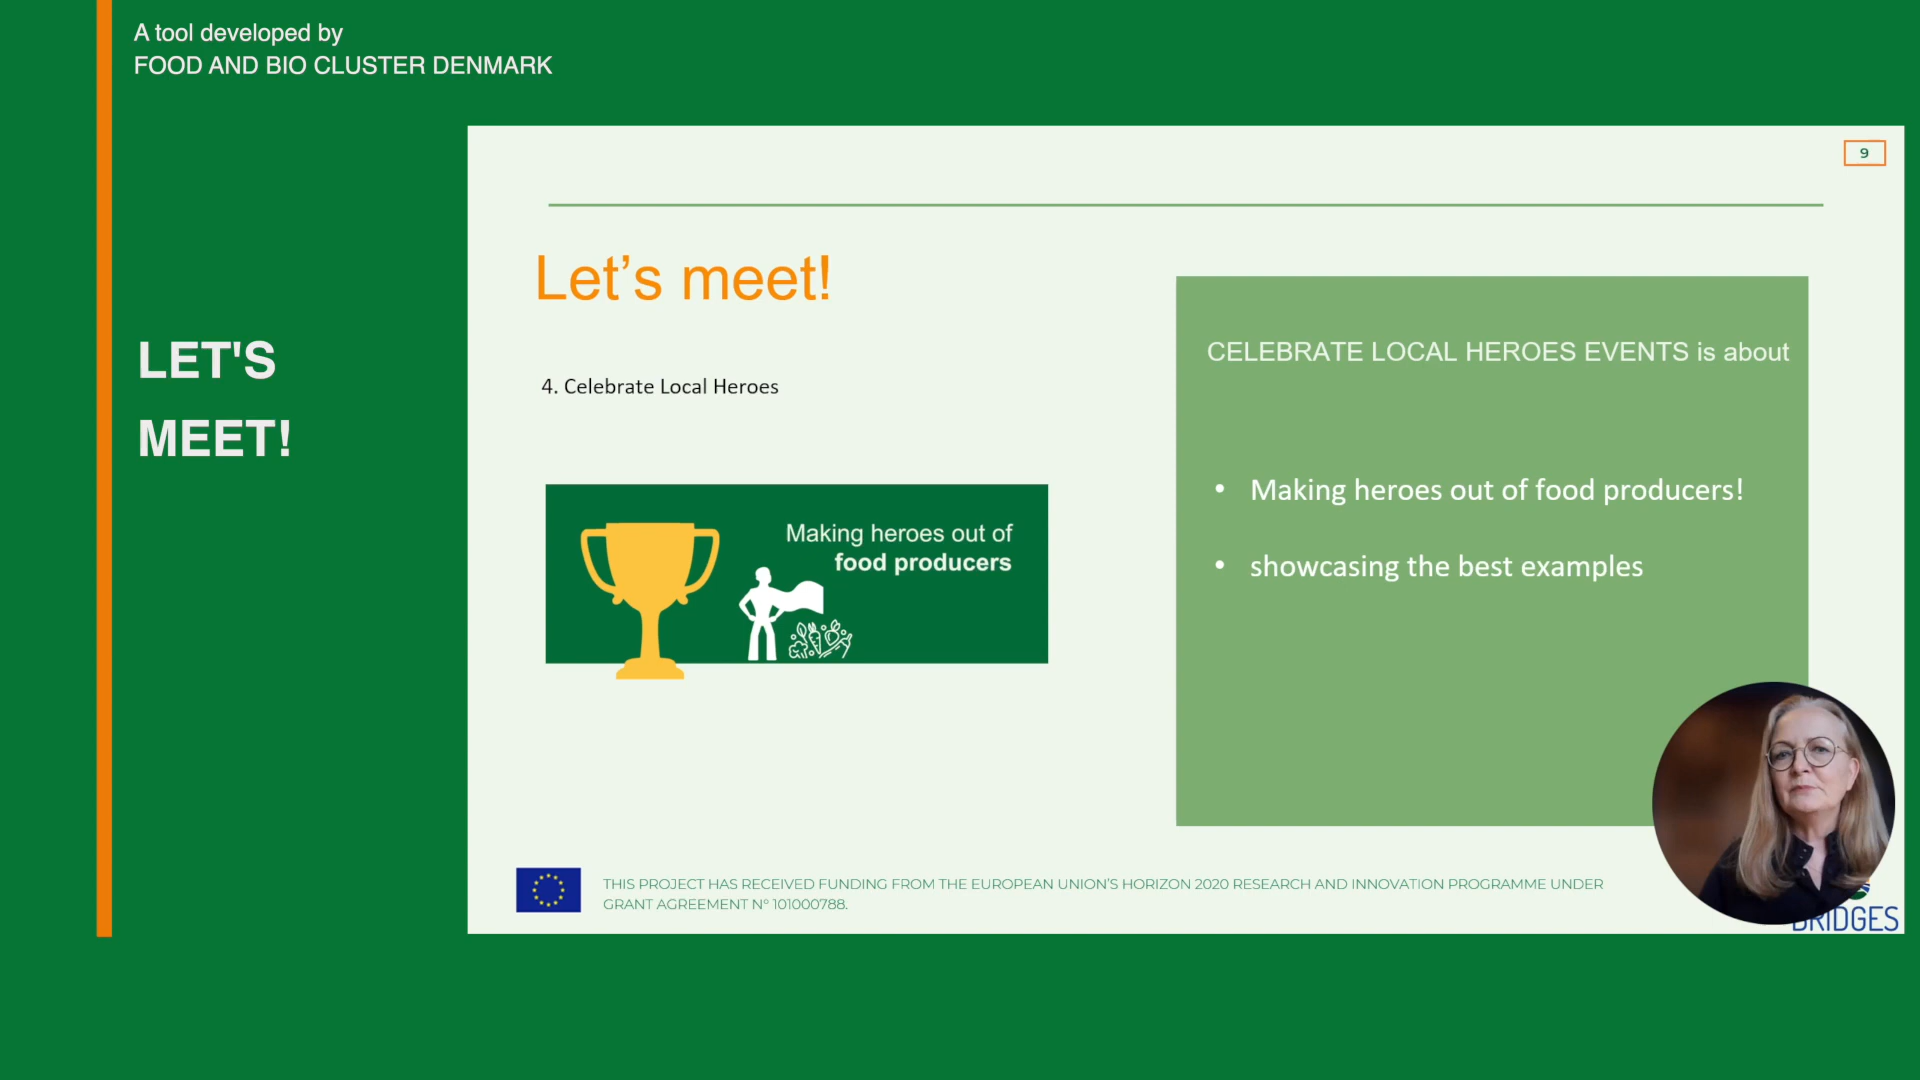 A tool developed by
FOOD AND BIO CLUSTER DENMARK
LET'S
MEET!
9
Let’s meet!
4. Celebrate Local Heroes
Making heroes out of
food producers
CELEBRATE LOCAL HEROES EVENTS is about
• Making heroes out of food producers!
• showcasing the best examples
THIS PROJECT HAS RECEIVED FUNDING FROM THE EUROPEAN UNION’S HORIZON 2020 RESEARCH AND INNOVATION PROGRAMME UNDER
GRANT AGREEMENT N° 101000788.
BRIDGES